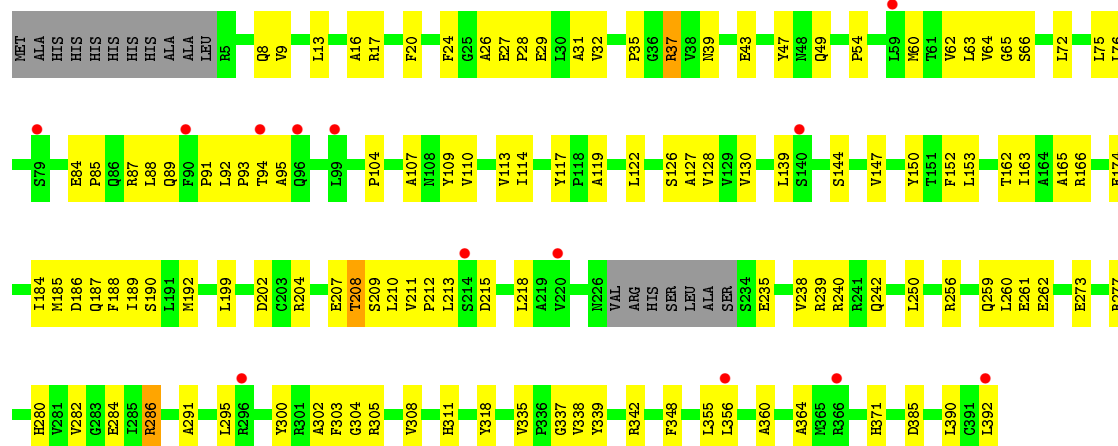 MET ALA HIS HIS HIS HIS HIS HIS ALA ALA LEU R5 Q8 V9 L13 A16 R17 F20 F24 G25 A26 E27 P28 E29 L30 A31 V32 P35 G36 R37 V38 N39 E43 Y47 N48 Q49 P54 L59 M60 T61 V62 L63 V64 G65 S66 L72 L75 L76
S79 E84 P85 Q86 R87 L88 Q89 F90 P91 L92 P93 T94 A95 Q96 L99 P104 A107 N108 Y109 V110 V113 I114 Y117 P118 A119 L122 S126 A127 V128 V129 V130 L139 S140 S144 V147 Y150 T151 F152 L153 T162 I163 A164 A165 R166
I184 M185 D186 Q187 F188 I189 S190 L191 M192 L199 D202 C203 R204 E207 T208 S209 L210 V211 P212 L213 S214 D215 L218 A219 V220 N226 VAL ARG HIS SER LEU ALA SER S234 E235 V238 R239 R240 R241 Q242 L250 R256 Q259 L260 E261 E262 E273
H280 V281 V282 G283 E284 I285 R286 A291 L295 R296 Y300 R301 A302 F303 G304 R305 V308 H311 Y318 V335 P336 G337 V338 Y339 R342 F348 L355 L356 A360 A364 M365 R366 H371 D385 L390 C391 L392